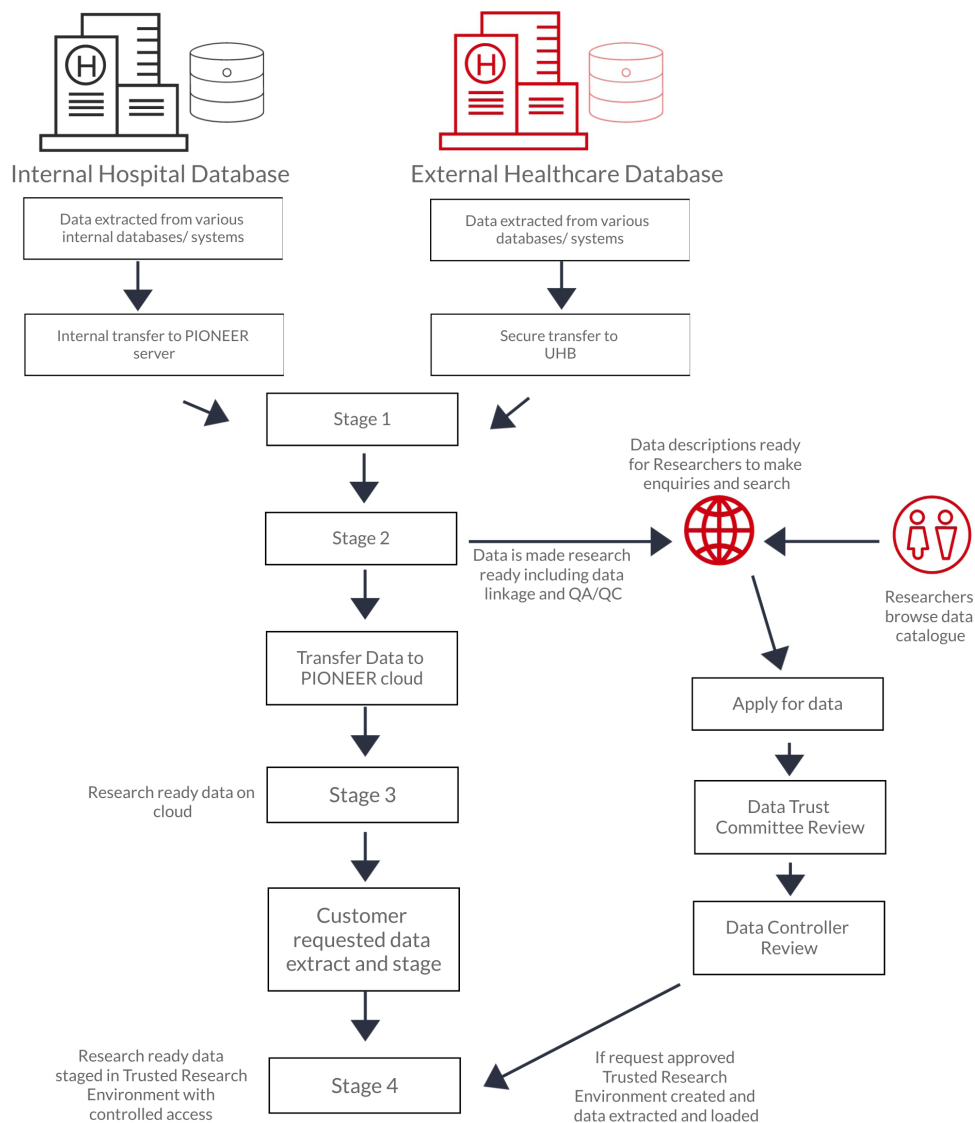 H
H
Internal Hospital Database
External Healthcare Database
Data extracted from various
internal databases/ systems
Data extracted from various
databases/ systems
Internal transfer to PIONEER
server
Secure transfer to
UHB
Stage 1
Data descriptions ready
for Researchers to make
enquiries and search
Stage 2
Data is made research
ready including data
linkage and QA/QC
Researchers
browse data
catalogue
Transfer Data to
PIONEER cloud
Apply for data
Research ready data on
cloud
Stage 3
Data Trust
Committee Review
Customer
requested data
extract and stage
Data Controller
Review
Research ready data
staged in Trusted Research
Environment with
controlled access
Stage 4
If request approved
Trusted Research
Environment created and
data extracted and loaded